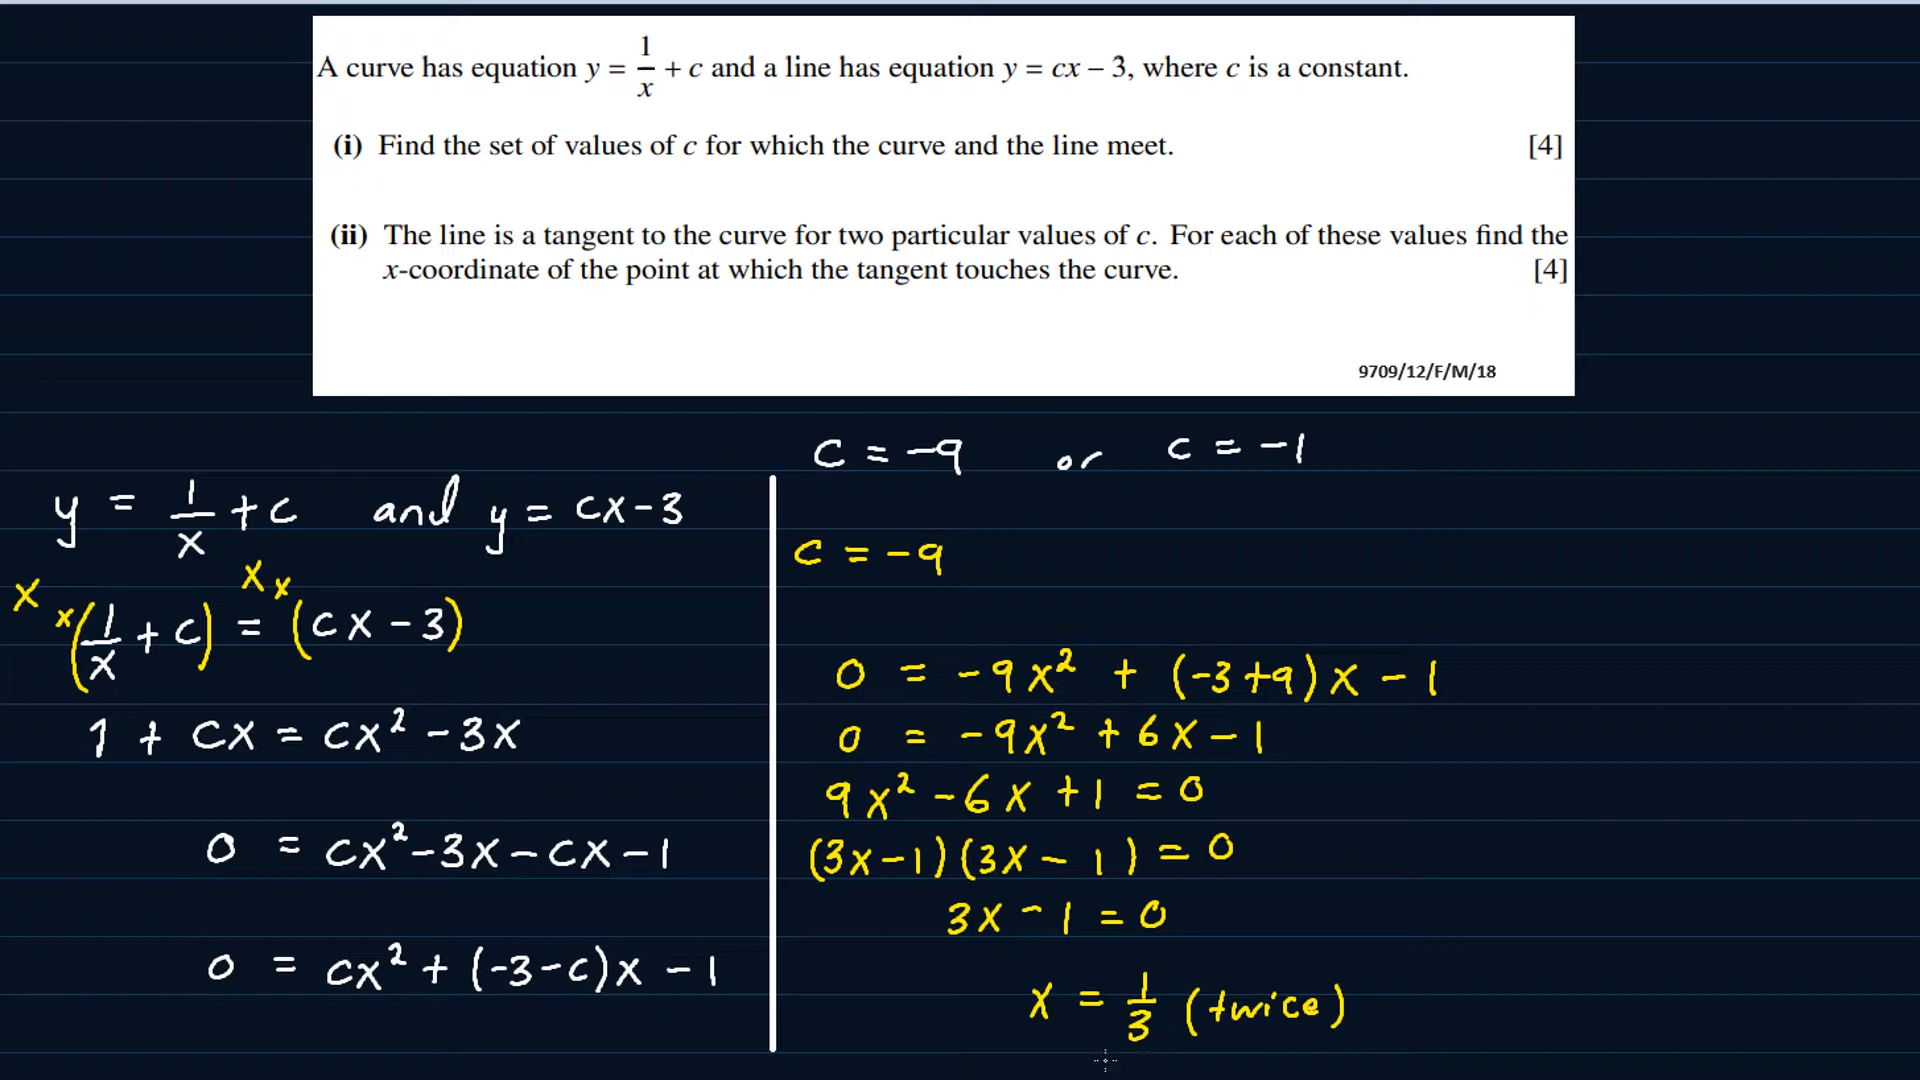 A curve has equation y = 1/x + c and a line has equation y = cx – 3, where c is a constant.
(i) Find the set of values of c for which the curve and the line meet. [4]
(ii) The line is a tangent to the curve for two particular values of c. For each of these values find the
x-coordinate of the point at which the tangent touches the curve. [4]
9709/12/F/M/18
c = -9 or c = -1
y = 1/x + c and y = cx - 3
x x
x(1/x + c) = x(cx - 3)
1 + cx = cx² - 3x
0 = cx² - 3x - cx - 1
0 = cx² + (-3-c)x - 1
c = -9
0 = -9x² + (-3+9)x - 1
0 = -9x² + 6x - 1
9x² - 6x + 1 = 0
(3x-1)(3x-1) = 0
3x - 1 = 0
x = 1/3 (twice)